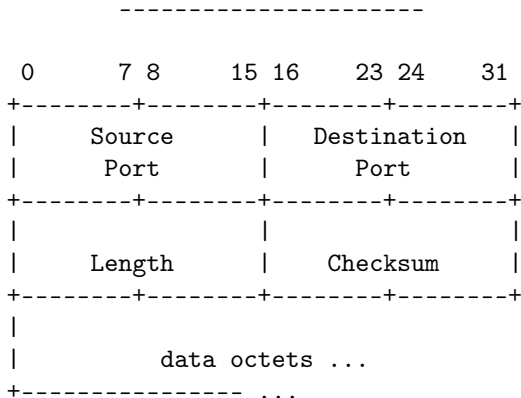 0 7 8 15 16 23 24 31
Source Destination
Port Port
Length Checksum
data octets ...
...